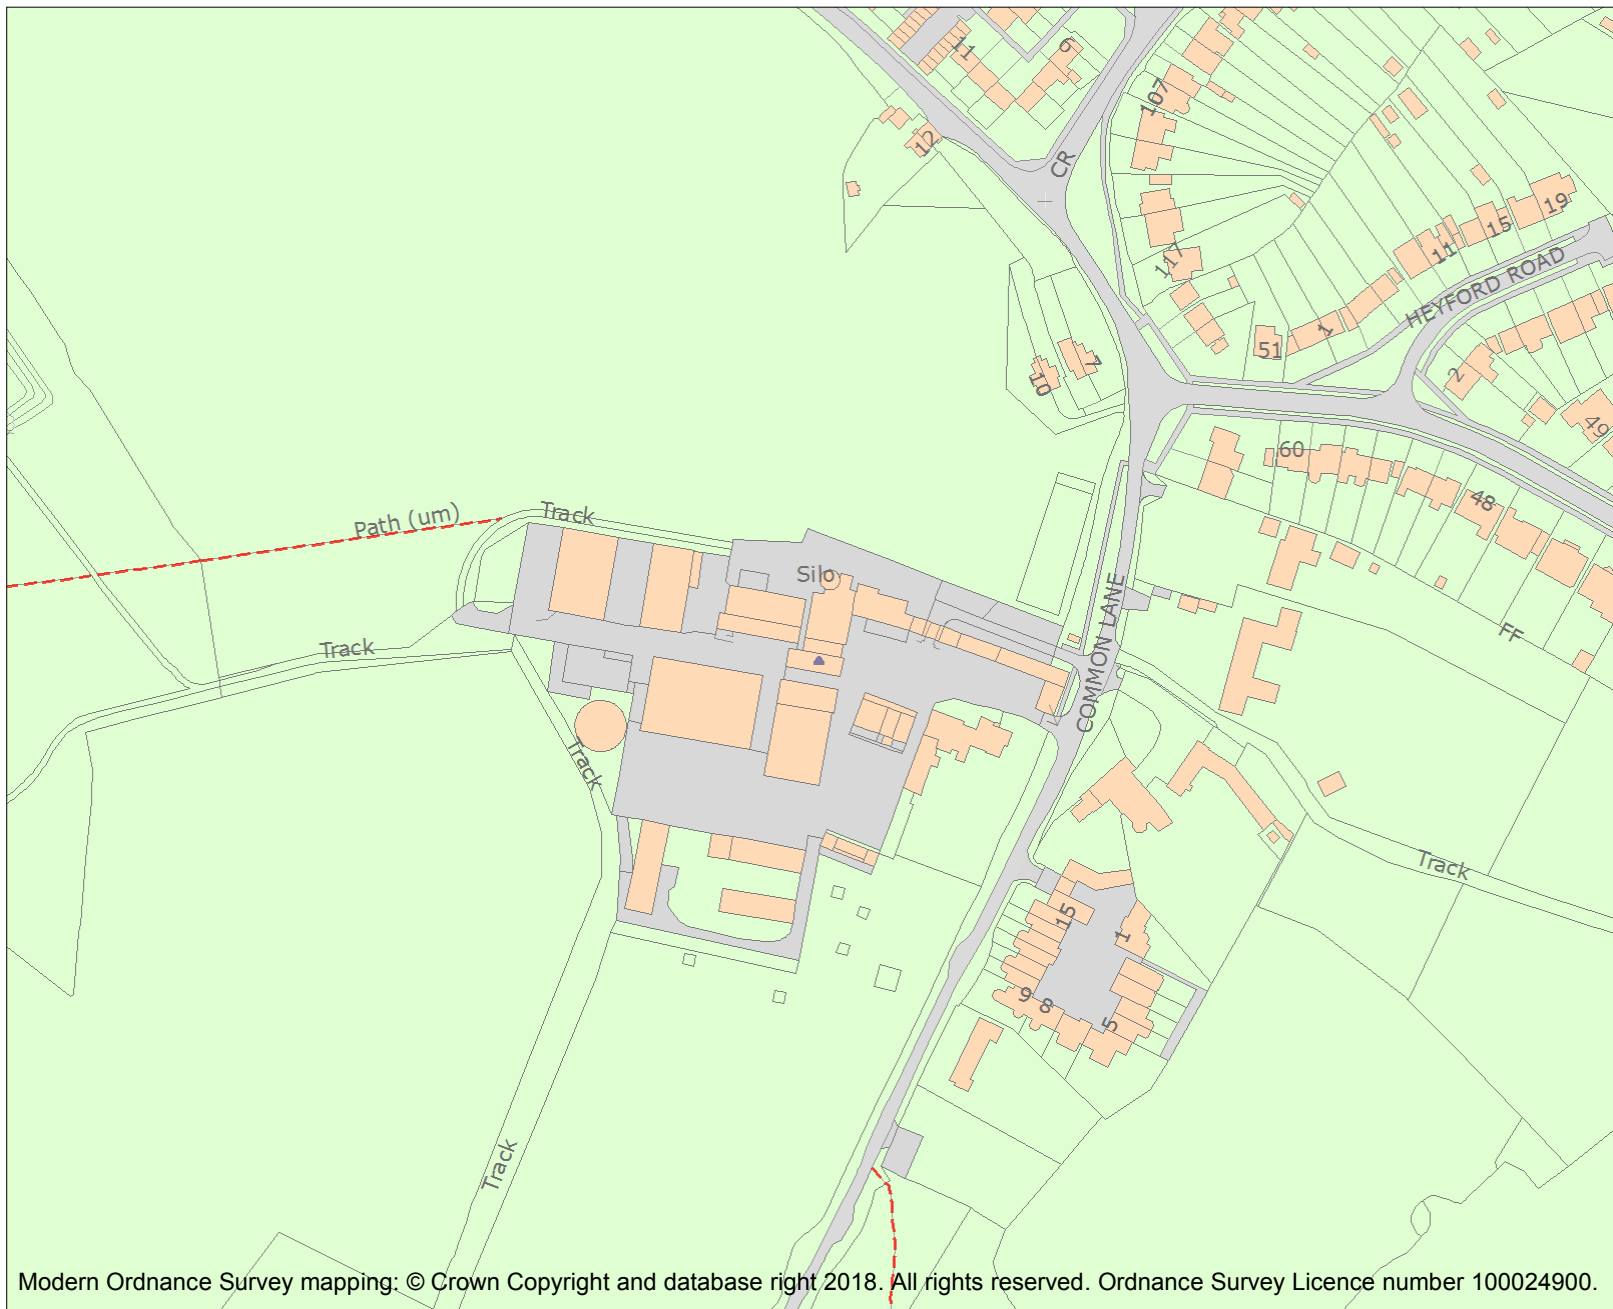 11
6
107
12
CR
117
19
15
11
HEYFORD ROAD
1
51
7
10
2
49
60
48
Path (um)
Track
Silo
COMMON LANE
FF
Track
Track
Track
15
1
9
8
5
Track
Modern Ordnance Survey mapping: © Crown Copyright and database right 2018. All rights reserved. Ordnance Survey Licence number 100024900.